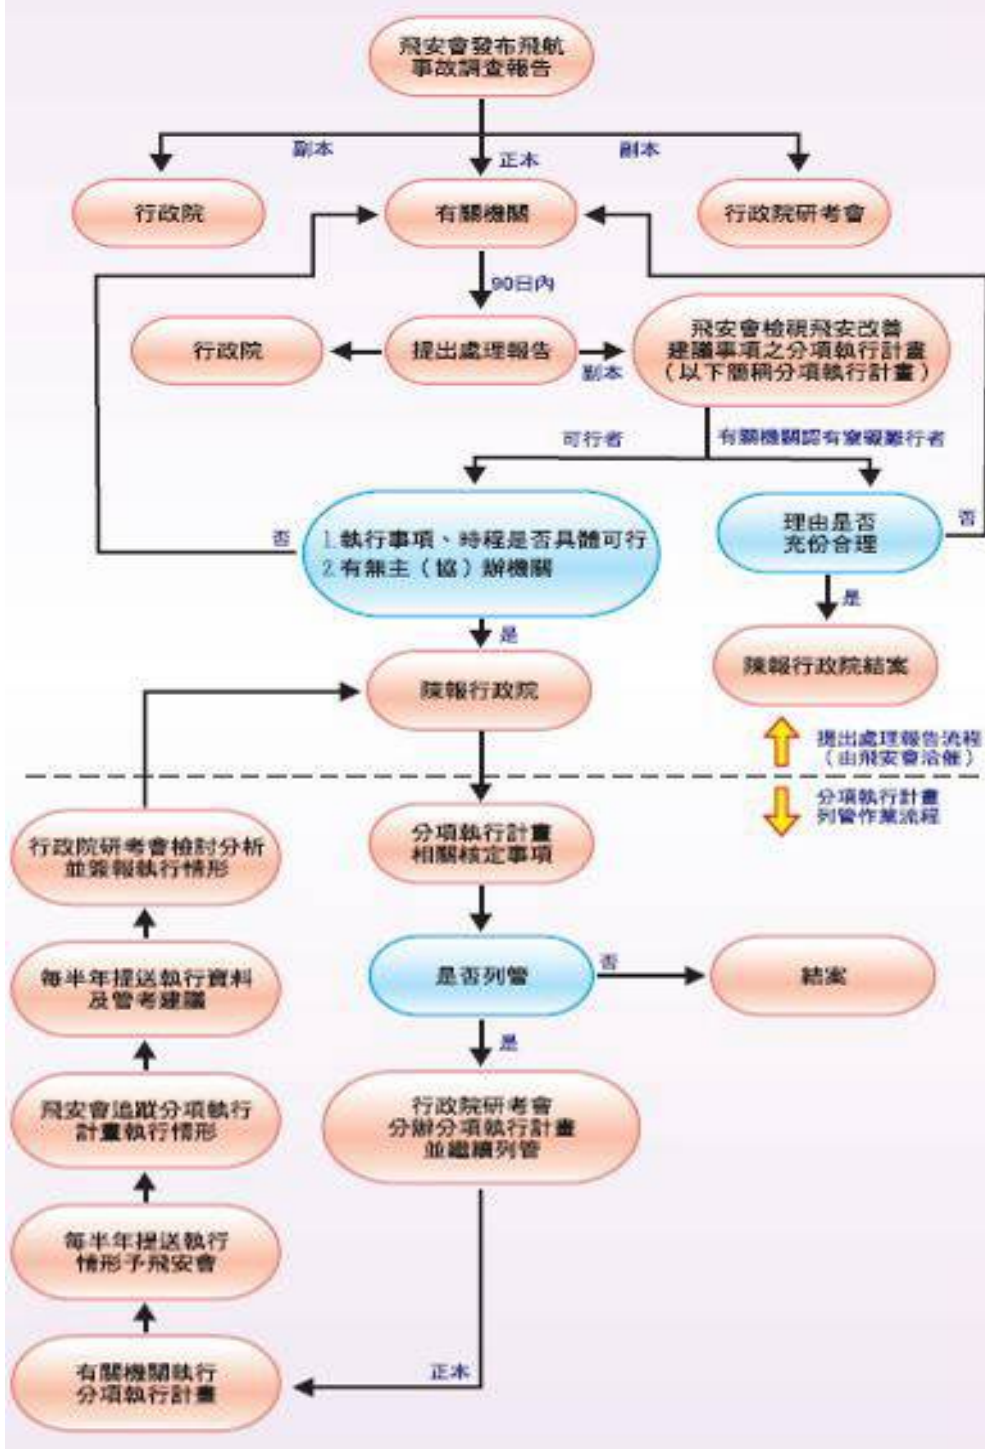 飛安會發布飛航
事故調查報告
副本
正本
副本
行政院
有關機關
行政院研考會
90日內
行政院
提出處理報告
副本
飛安會檢視飛安改善
建議事項之分項執行計畫
(以下簡稱分項執行計畫)
可行者
有關機關認有窒礙難行者
否
1.執行事項、時程是否具體可行
2.有無主(協)辦機關
理由是否
充份合理
否
是
是
陳報行政院
陳報行政院結案
提出處理報告流程
(由飛安會洽催)
分項執行計畫
列管作業流程
分項執行計畫
相關核定事項
行政院研考會檢討分析
並簽報執行情形
是否列管
否
結案
每半年提送執行資料
及管考建議
是
飛安會追蹤分項執行
計畫執行情形
行政院研考會
分辦分項執行計畫
並繼續列管
每半年提送執行
情形予飛安會
有關機關執行
分項執行計畫
正本